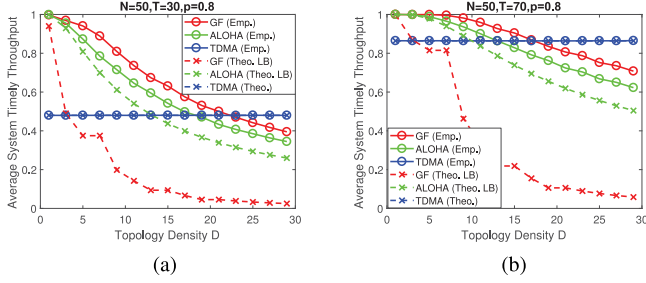 N=50,T=30,p=0.8
Average System Timely Throughput
1
0.8
0.6
0.4
0.2
0
GF (Emp.)
ALOHA (Emp.)
TDMA (Emp.)
GF (Theo. LB)
ALOHA (Theo. LB)
TDMA (Theo.)
0 5 10 15 20 25 30
Topology Density D
(a)
N=50,T=70,p=0.8
Average System Timely Throughput
1
0.8
0.6
0.4
0.2
0
GF (Emp.)
ALOHA (Emp.)
TDMA (Emp.)
GF (Theo. LB)
ALOHA (Theo. LB)
TDMA (Theo.)
0 5 10 15 20 25 30
Topology Density D
(b)